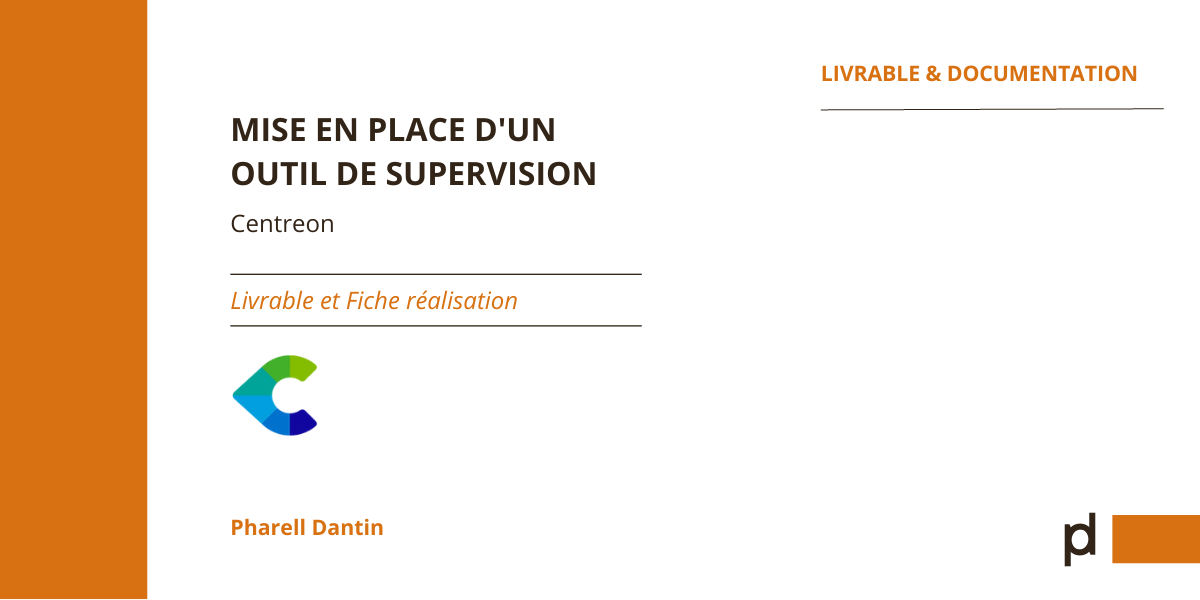 LIVRABLE & DOCUMENTATION
MISE EN PLACE D'UN
OUTIL DE SUPERVISION
Centreon
Livrable et Fiche réalisation
Pharell Dantin
pd